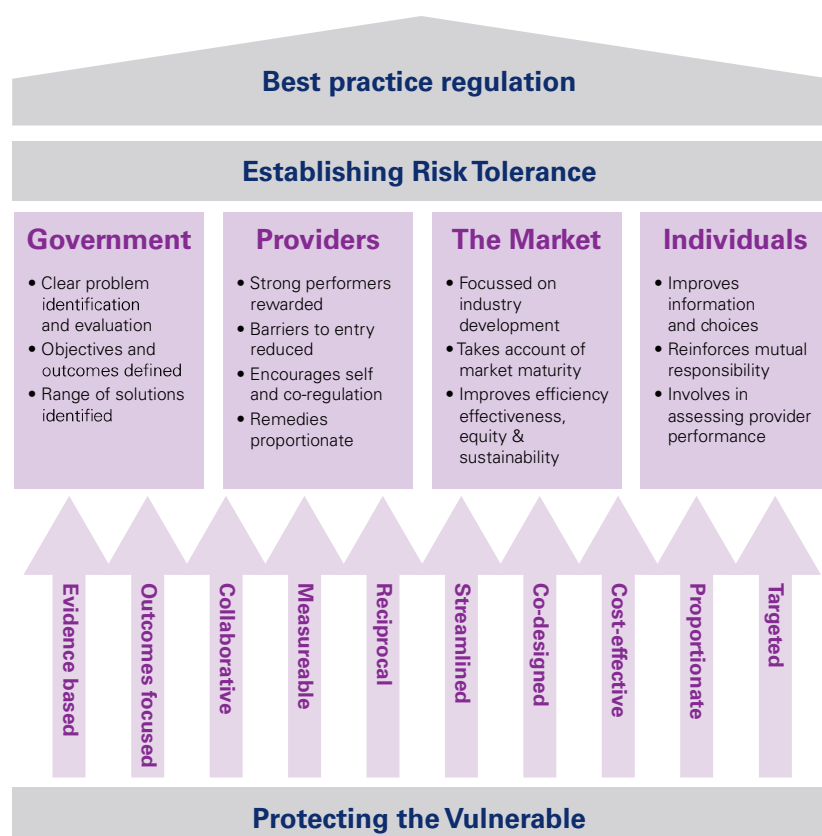 Best practice regulation
Establishing Risk Tolerance
Government
• Clear problem
identification
and evaluation
• Objectives and
outcomes defined
• Range of solutions
identified
Providers
• Strong performers
rewarded
• Barriers to entry
reduced
• Encourages self
and co-regulation
• Remedies
proportionate
The Market
• Focussed on
industry
development
• Takes account of
market maturity
• Improves efficiency
effectiveness,
equity &
sustainability
Individuals
• Improves
information
and choices
• Reinforces mutual
responsibility
• Involves in
assessing provider
performance
Evidence based
Outcomes focused
Collaborative
Measureable
Reciprocal
Streamlined
Co-designed
Cost-effective
Proportionate
Targeted
Protecting the Vulnerable